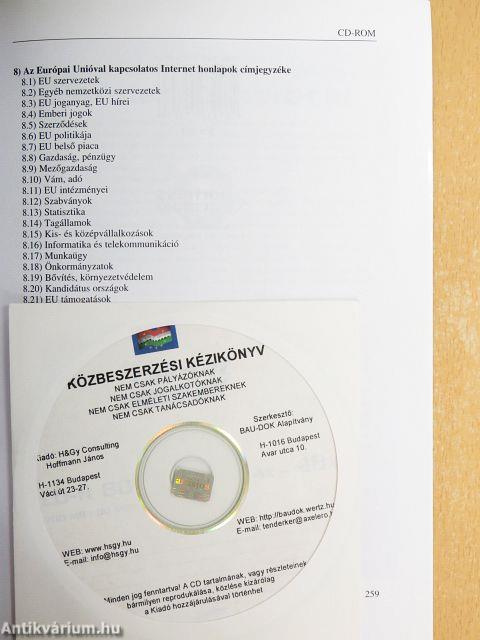 CD-ROM
8) Az Európai Unióval kapcsolatos Internet honlapok címjegyzéke
8.1) EU szervezetek
8.2) Egyéb nemzetközi szervezetek
8.3) EU joganyag, EU hírei
8.4) Emberi jogok
8.5) Szerződések
8.6) EU politikája
8.7) EU belső piaca
8.8) Gazdaság, pénzügy
8.9) Mezőgazdaság
8.10) Vám, adó
8.11) EU intézményei
8.12) Szabványok
8.13) Statisztika
8.14) Tagállamok
8.15) Kis- és középvállalkozások
8.16) Informatika és telekommunikáció
8.17) Munkaügy
8.18) Önkormányzatok
8.19) Bővítés, környezetvédelem
8.20) Kandidátus országok
8.21) EU támogatások
KÖZBESZERZÉSI KÉZIKÖNYV
NEM CSAK PÁLYÁZÓKNAK
NEM CSAK JOGALKOTÓKNAK
NEM CSAK ELMÉLETI SZAKEMBEREKNEK
NEM CSAK TANÁCSADÓKNAK
Kiadó: H&Gy Consulting
Hoffmann János
H-1134 Budapest
Váci út 23-27.
Szerkesztő:
BAU-DOK Alapítvány
H-1016 Budapest
Avar utca 10.
WEB: www.hsgy.hu
E-mail: info@hsgy.hu
WEB: http://baudok.wertz.hu
E-mail: tenderker@axelero.h
Minden jog fenntartva! A CD tartalmának, vagy részleteinek
bármilyen reprodukálása, közlése kizárólag
a Kiadó hozzájárulásával történhet
259
Antikvárium.hu